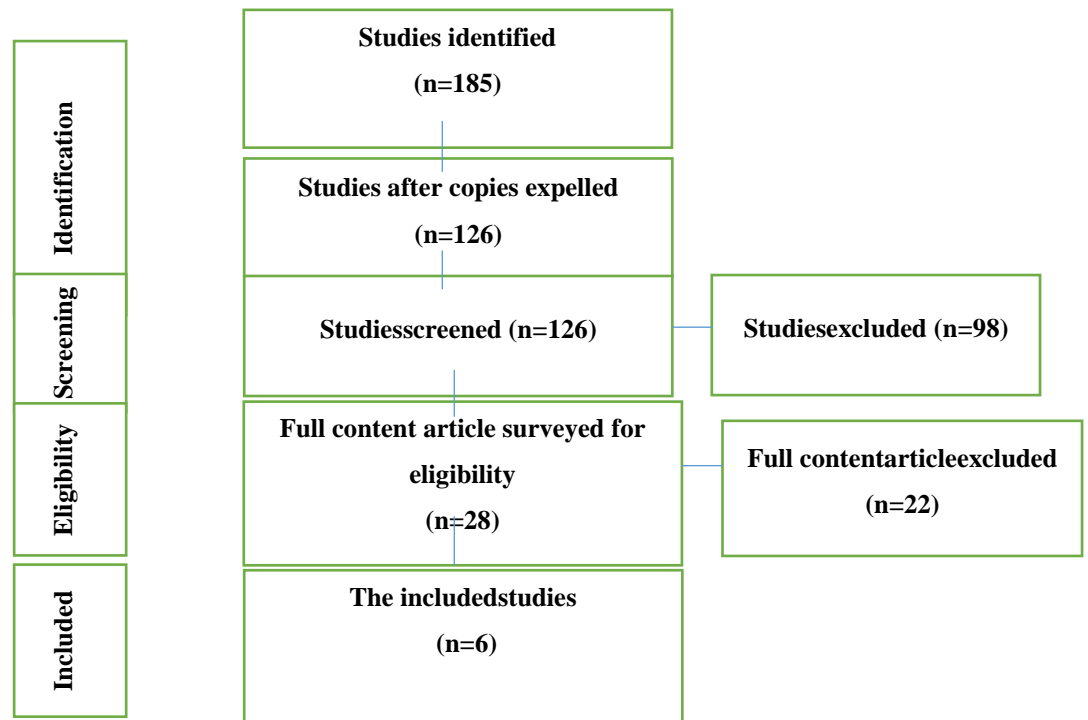 Identification
Studies identified
(n=185)
Studies after copies expelled
(n=126)
Screening
Studiesscreened (n=126)
Studiesexcluded (n=98)
Eligibility
Full content article surveyed for
eligibility
(n=28)
Full contentarticleexcluded
(n=22)
Included
The includedstudies
(n=6)